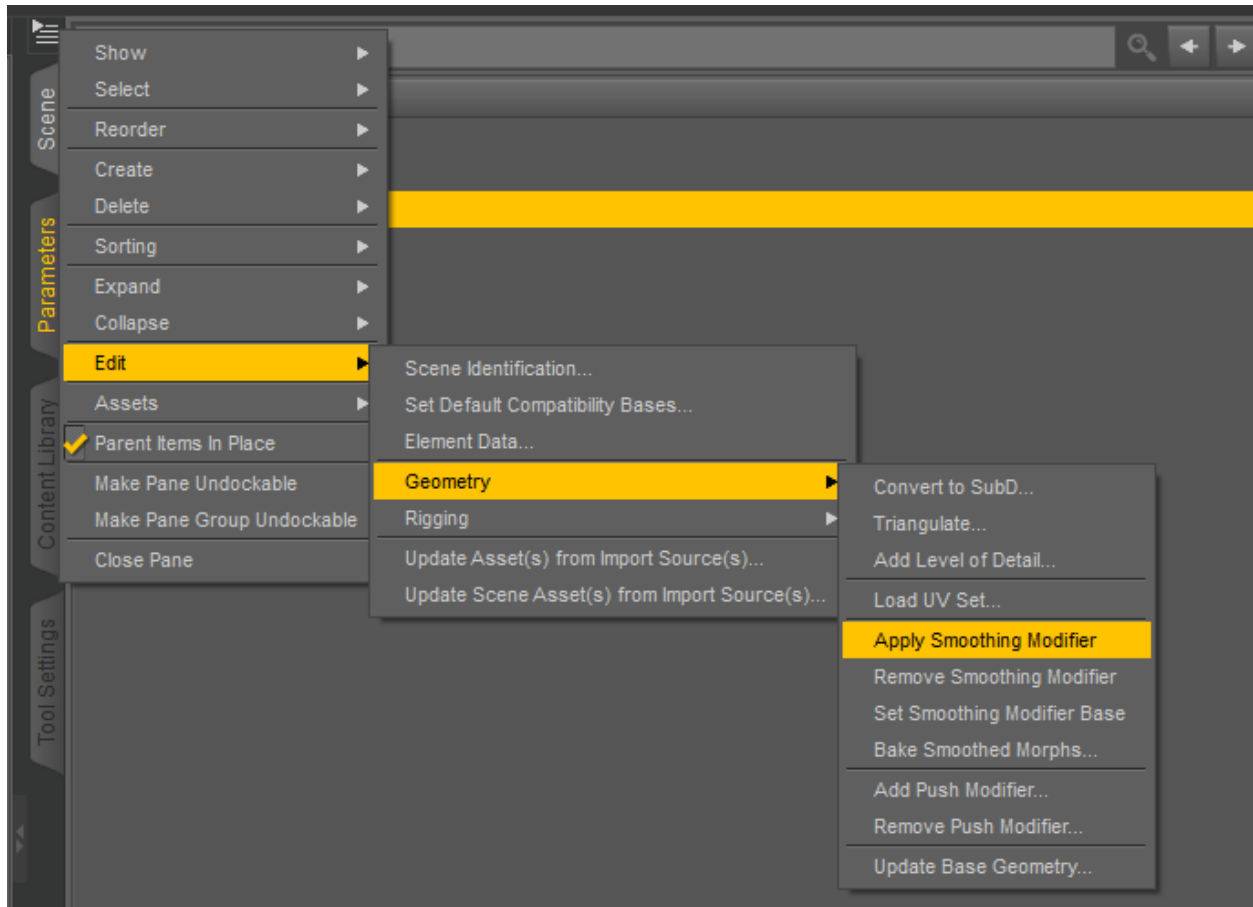 Show
Select
Reorder
Create
Delete
Sorting
Expand
Collapse
Edit
Assets
Parent Items In Place
Make Pane Undockable
Make Pane Group Undockable
Close Pane
Scene
Parameters
Content Library
Tool Settings
Scene Identification...
Set Default Compatibility Bases...
Element Data...
Geometry
Rigging
Update Asset(s) from Import Source(s)...
Update Scene Asset(s) from Import Source(s)...
Convert to SubD...
Triangulate...
Add Level of Detail...
Load UV Set...
Apply Smoothing Modifier
Remove Smoothing Modifier
Set Smoothing Modifier Base
Bake Smoothed Morphs...
Add Push Modifier...
Remove Push Modifier...
Update Base Geometry...